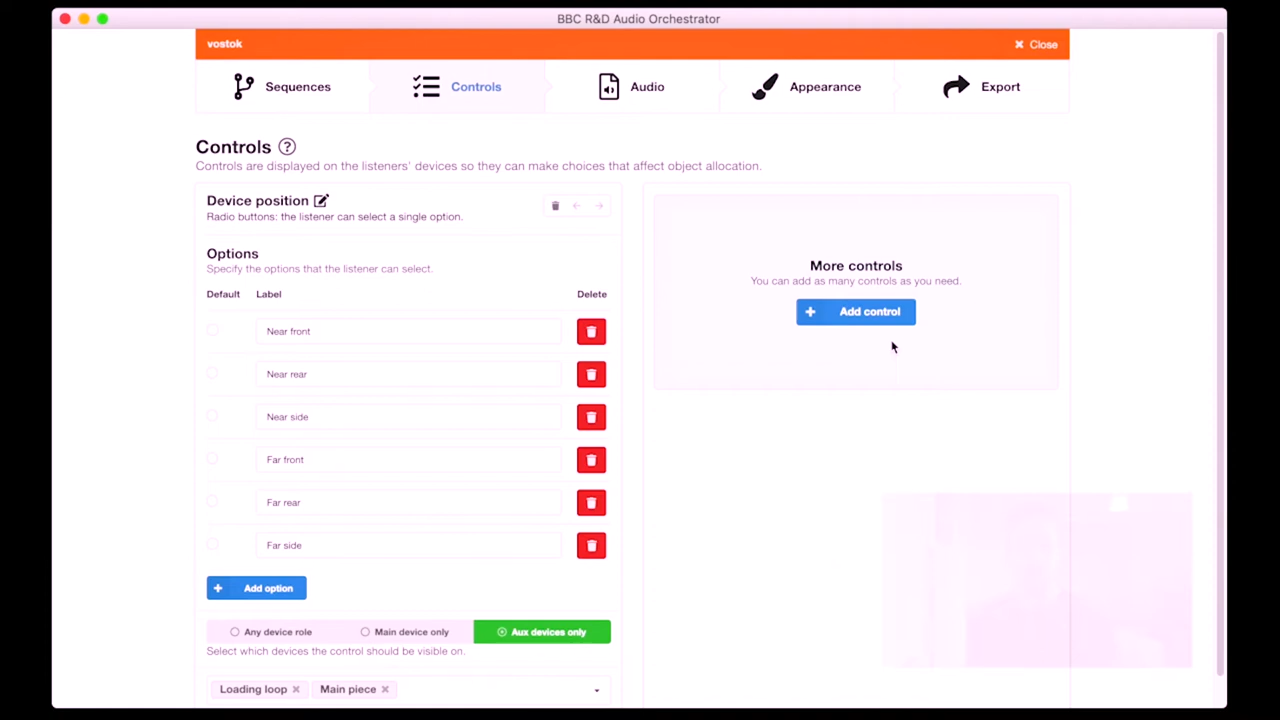 BBC R&D Audio Orchestrator
vostok
Close
Sequences
Controls
Audio
Appearance
Export
Controls ?
Controls are displayed on the listeners' devices so they can make choices that affect object allocation.
Device position
Radio buttons: the listener can select a single option.
Options
Specify the options that the listener can select.
Default Label Delete
Near front
Near rear
Near side
Far front
Far rear
Far side
+ Add option
Any device role Main device only Aux devices only
Select which devices the control should be visible on.
Loading loop Main piece
More controls
You can add as many controls as you need.
+ Add control